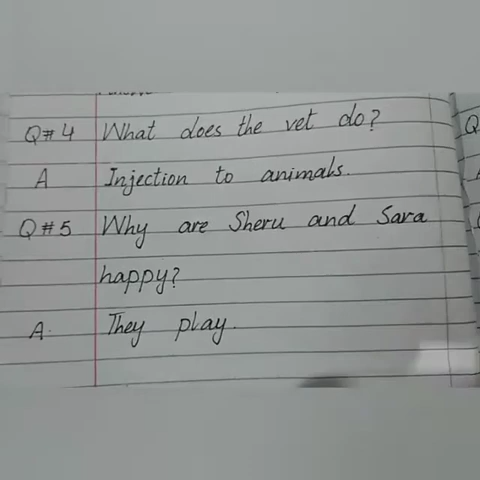 Q#4 What does the vet do?
A Injection to animals.
Q#5 Why are Sheru and Sara
happy?
A. They play.